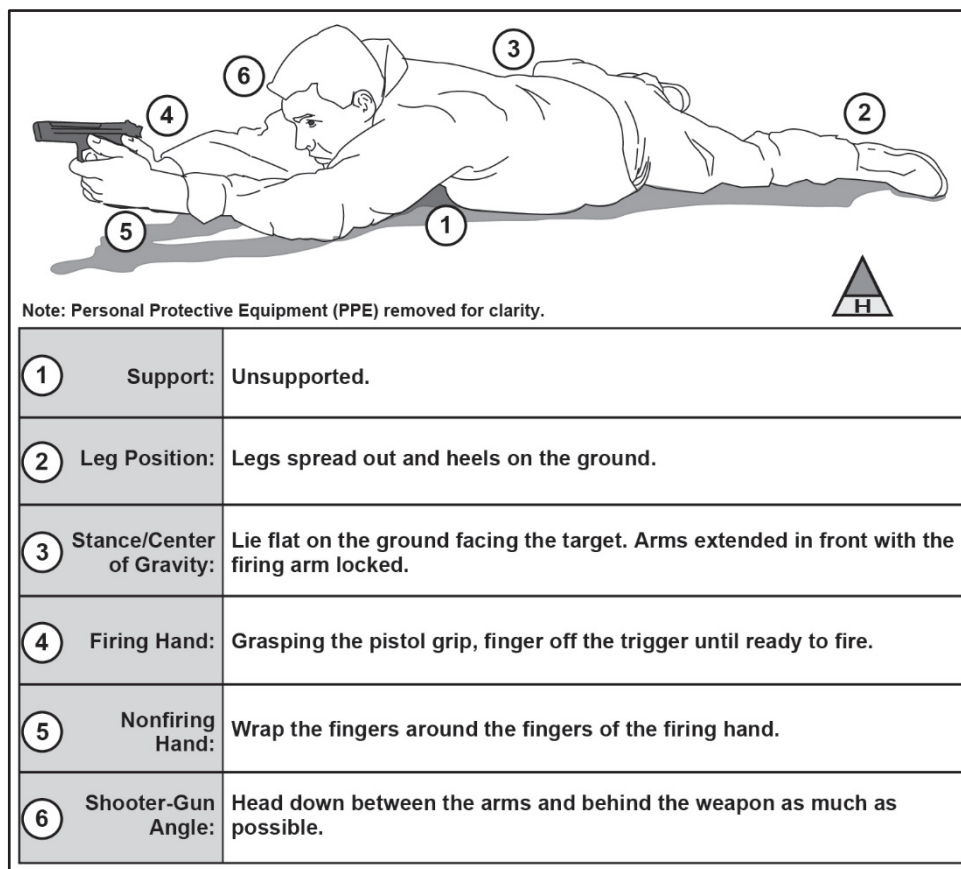 6
3
4
2
5
1
H
Note: Personal Protective Equipment (PPE) removed for clarity.
1 Support: Unsupported.
2 Leg Position: Legs spread out and heels on the ground.
3 Stance/Center of Gravity: Lie flat on the ground facing the target. Arms extended in front with the
firing arm locked.
4 Firing Hand: Grasping the pistol grip, finger off the trigger until ready to fire.
5 Nonfiring Hand: Wrap the fingers around the fingers of the firing hand.
6 Shooter-Gun Angle: Head down between the arms and behind the weapon as much as
possible.